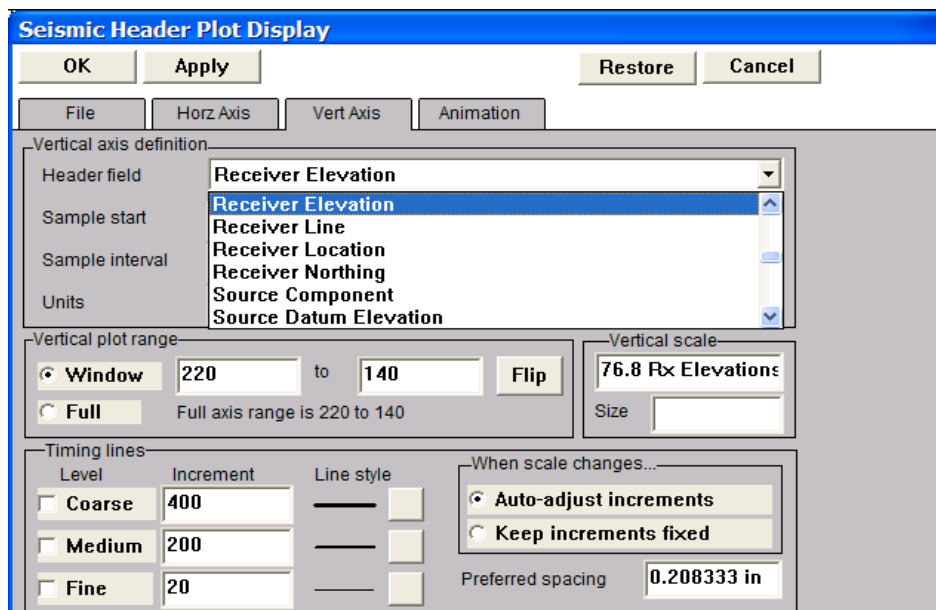 Seismic Header Plot Display
OK Apply Restore Cancel
File Horz Axis Vert Axis Animation
Vertical axis definition
Header field Receiver Elevation
Receiver Elevation
Sample start Receiver Line
Receiver Location
Sample interval Receiver Northing
Source Component
Units Source Datum Elevation
Vertical plot range Vertical scale
Window 220 to 140 Flip 76.8 Rx Elevations
Full Full axis range is 220 to 140 Size
Timing lines
Level Increment Line style When scale changes...
Coarse 400 Auto-adjust increments
Medium 200 Keep increments fixed
Fine 20 Preferred spacing 0.208333 in